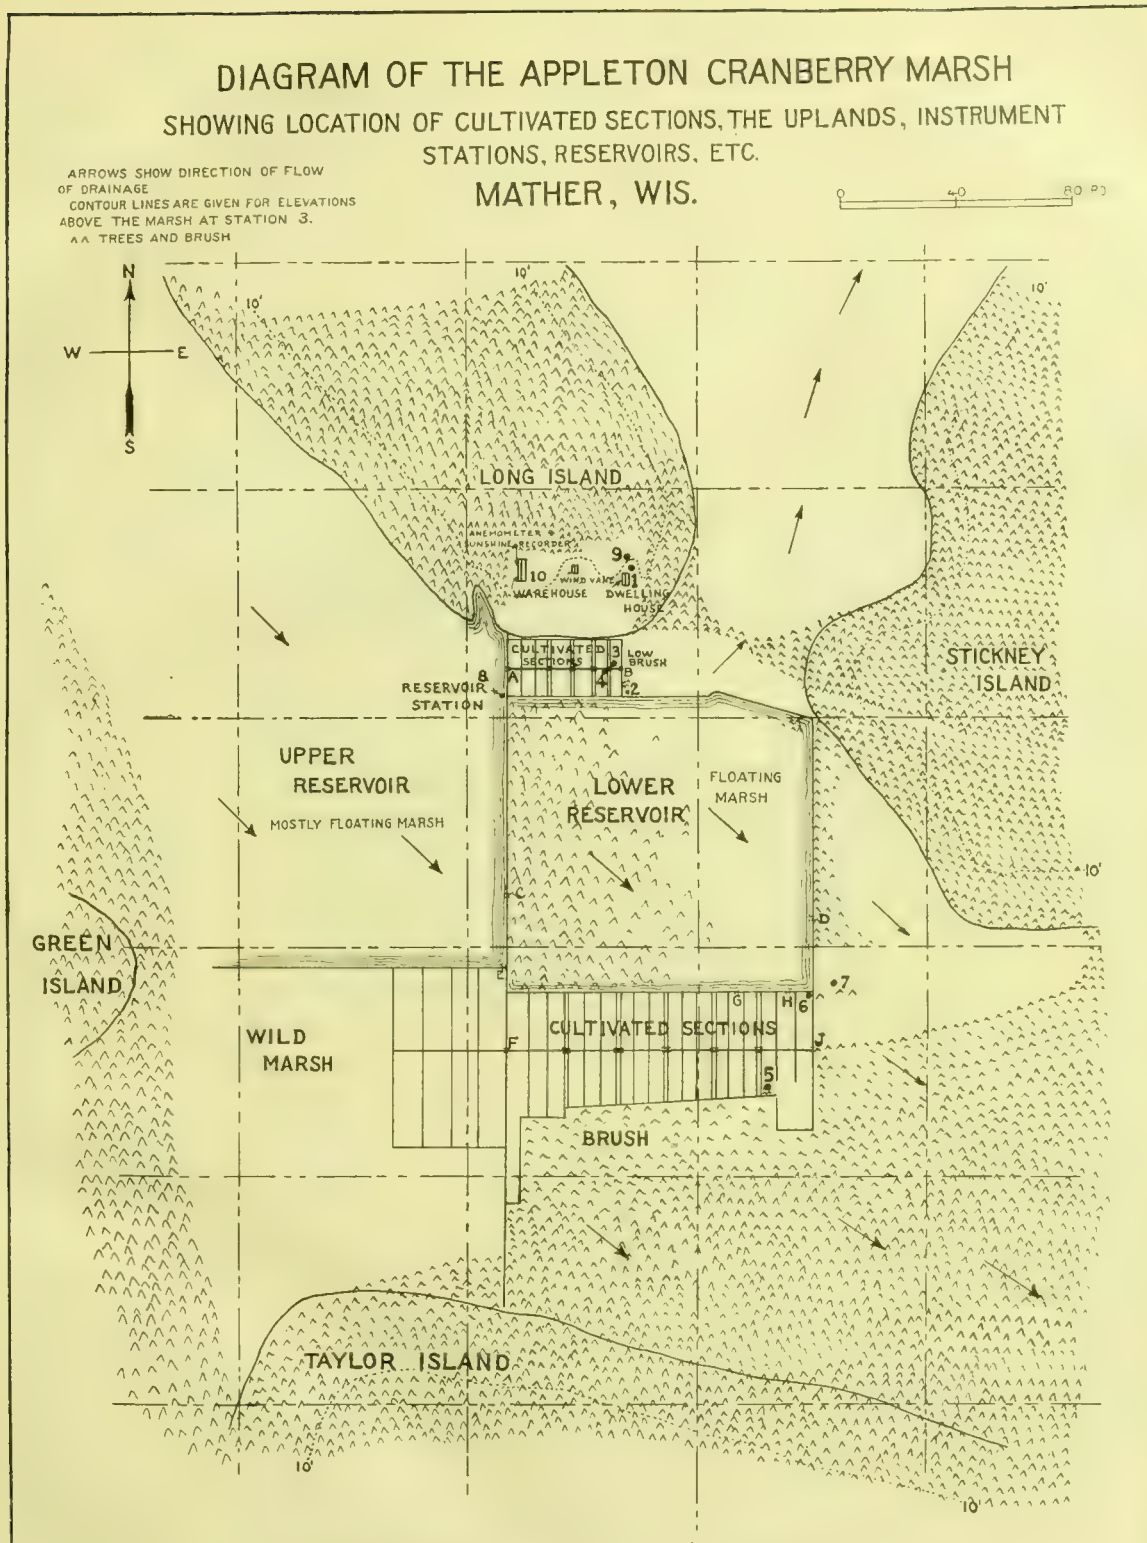 DIAGRAM OF THE APPLETON CRANBERRY MARSH
SHOWING LOCATION OF CULTIVATED SECTIONS, THE UPLANDS, INSTRUMENT
STATIONS, RESERVOIRS, ETC.
MATHER, WIS.
ARROWS SHOW DIRECTION OF FLOW
OF DRAINAGE
CONTOUR LINES ARE GIVEN FOR ELEVATIONS
ABOVE THE MARSH AT STATION 3.
^^ TREES AND BRUSH
0 40 80
N
W E
S
10'
10'
10'
LONG ISLAND
ANEMOMETER &
SUNSHINE RECORDER
9
10
WIND VANE
1
WAREHOUSE
DWELLING
HOUSE
CULTIVATED
SECTIONS
3
LOW
BRUSH
8
A
4
B
2
RESERVOIR
STATION
STICKNEY
ISLAND
UPPER
RESERVOIR
MOSTLY FLOATING MARSH
LOWER
RESERVOIR
FLOATING
MARSH
10'
C
D
GREEN
ISLAND
E
7
G
H
6
WILD
MARSH
CULTIVATED SECTIONS
F
J
5
BRUSH
TAYLOR ISLAND
10'
10'